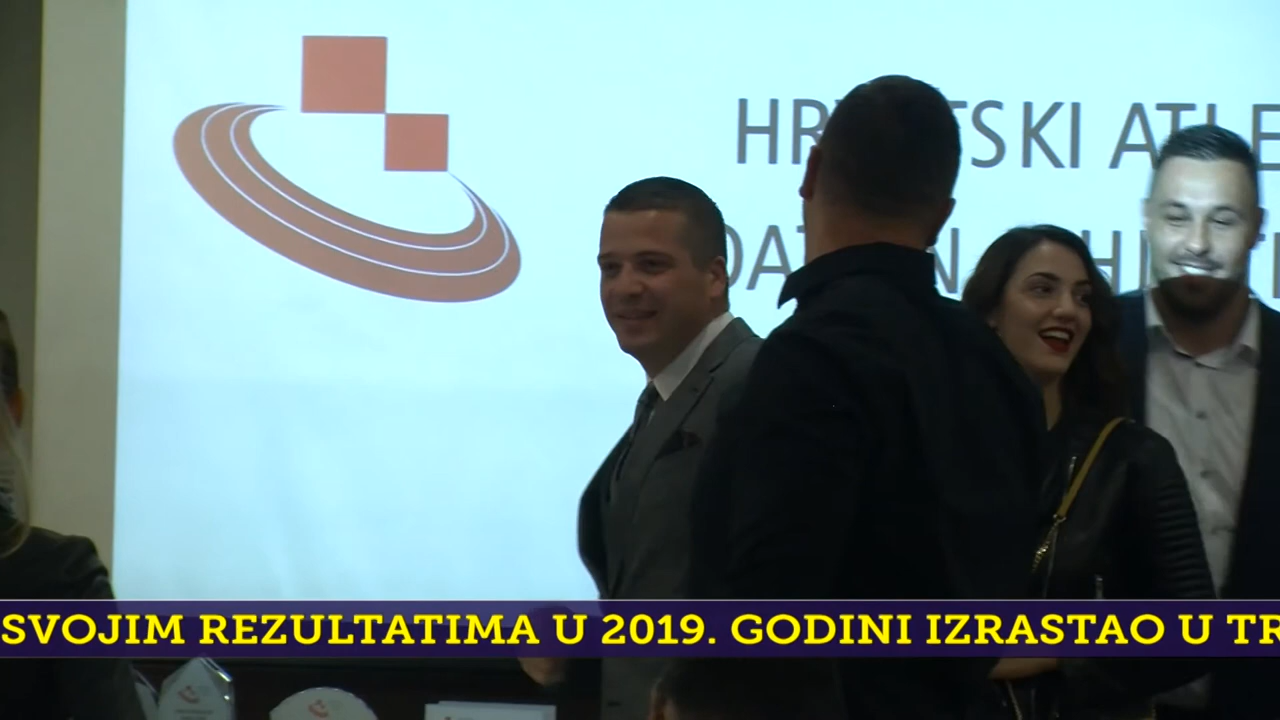 HRVATSKI ATLE
SVOJIM REZULTATIMA U 2019. GODINI IZRASTAO U TR